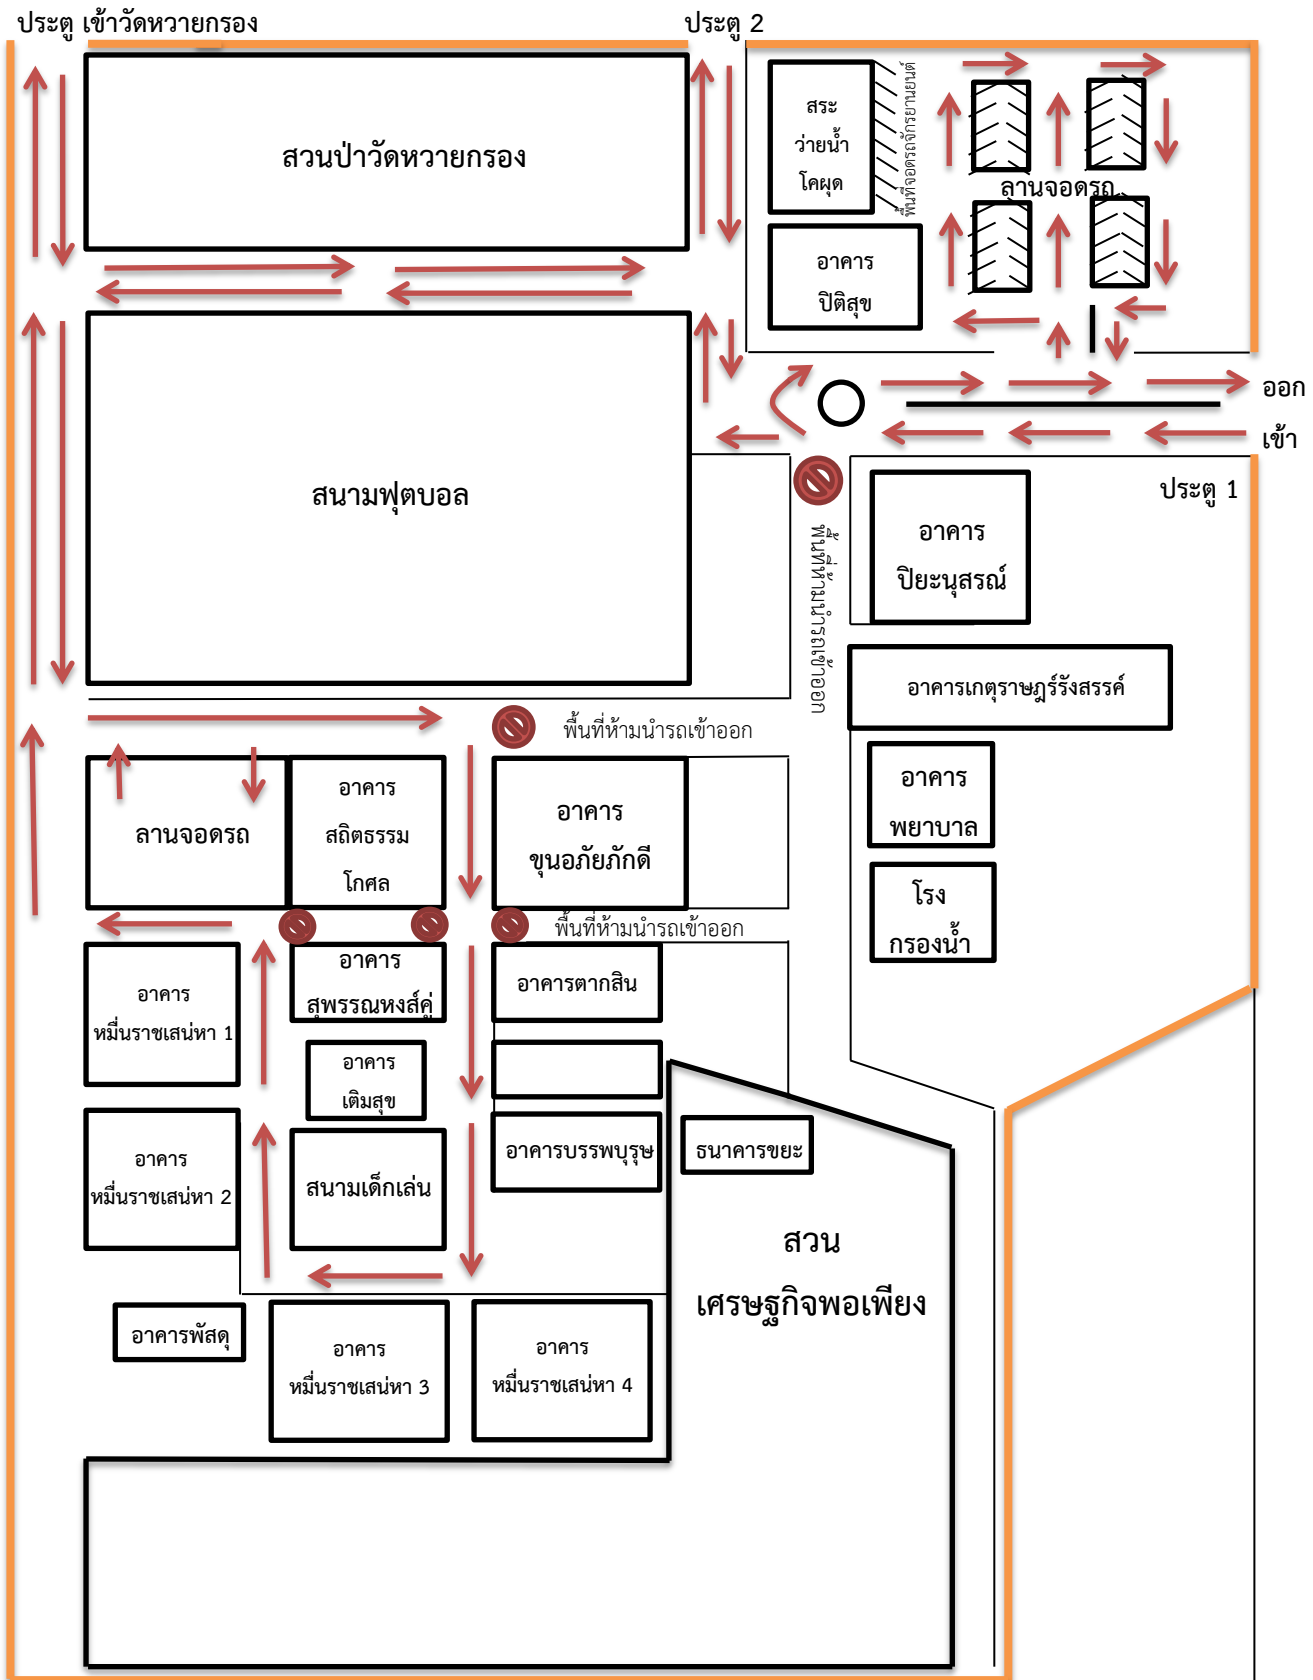 ประตู เข้าวัดหวายกรอง
ประตู 2
สวนป่าวัดหวายกรอง
สระ
ว่ายน้ำ
โคผุด
พื้นที่จอดรถจักรยานยนต์
ลานจอดรถ
อาคาร
ปิติสุข
ออก
เข้า
ประตู 1
สนามฟุตบอล
พื้นที่ห้ามนำรถเข้าออก
อาคาร
ปิยะนุสรณ์
อาคารเกตุราษฎร์รังสรรค์
พื้นที่ห้ามนำรถเข้าออก
ลานจอดรถ
อาคาร
สถิตธรรม
โกศล
อาคาร
ขุนอภัยภักดี
อาคาร
พยาบาล
โรง
กรองน้ำ
พื้นที่ห้ามนำรถเข้าออก
อาคาร
หมื่นราชเสน่หา 1
อาคาร
สุพรรณหงส์คู่
อาคารตากสิน
อาคาร
เติมสุข
อาคาร
หมื่นราชเสน่หา 2
สนามเด็กเล่น
อาคารบรรพบุรุษ
ธนาคารขยะ
สวน
เศรษฐกิจพอเพียง
อาคารพัสดุ
อาคาร
หมื่นราชเสน่หา 3
อาคาร
หมื่นราชเสน่หา 4